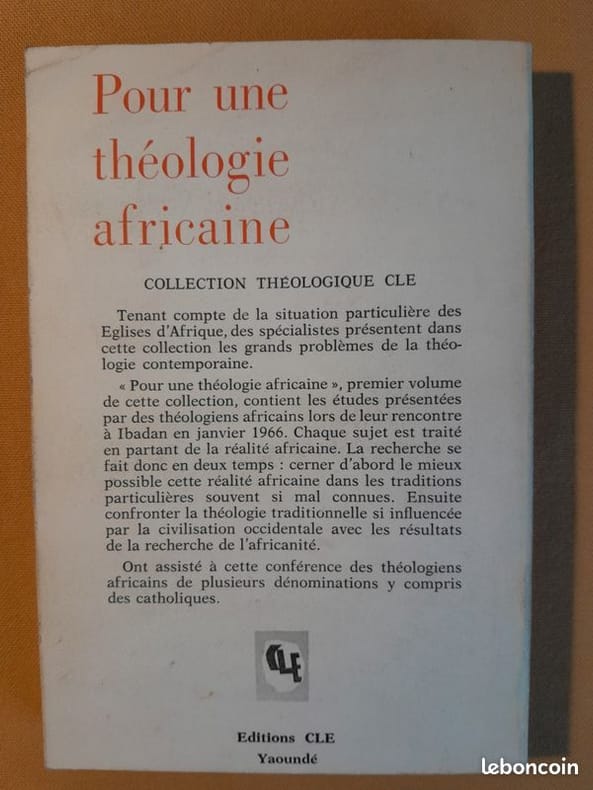 Pour une
théologie
africaine
COLLECTION THÉOLOGIQUE CLE
Tenant compte de la situation particulière des
Eglises d'Afrique, des spécialistes présentent dans
cette collection les grands problèmes de la théo-
logie contemporaine.
« Pour une théologie africaine », premier volume
de cette collection, contient les études présentées
par des théologiens africains lors de leur rencontre
à Ibadan en janvier 1966. Chaque sujet est traité
en partant de la réalité africaine. La recherche se
fait donc en deux temps : cerner d'abord le mieux
possible cette réalité africaine dans les traditions
particulières souvent si mal connues. Ensuite
confronter la théologie traditionnelle si influencée
par la civilisation occidentale avec les résultats
de la recherche de l'africanité.
Ont assisté à cette conférence des théologiens
africains de plusieurs dénominations y compris
des catholiques.
CLE
Editions CLE
Yaoundé
leboncoin